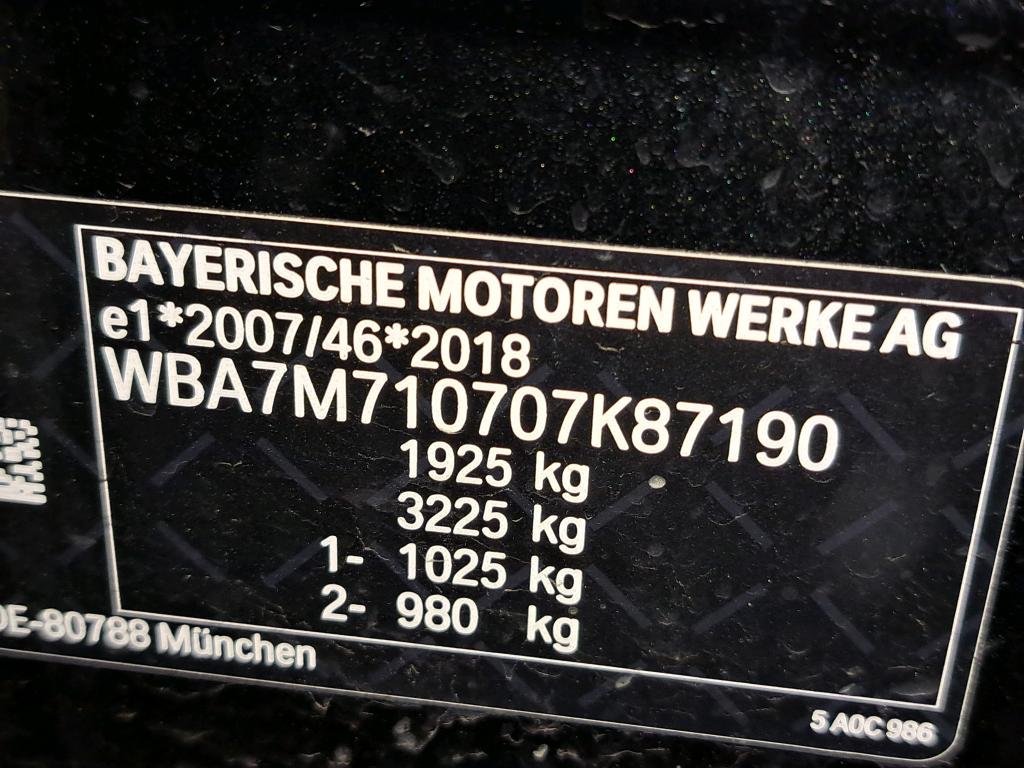 BAYERISCHE MOTOREN WERKE AG
e1*2007/46*2018
WBA7M710707K87190
1925 kg
3225 kg
1- 1025 kg
2- 980 kg
DE-80788 München
5 A0C 986